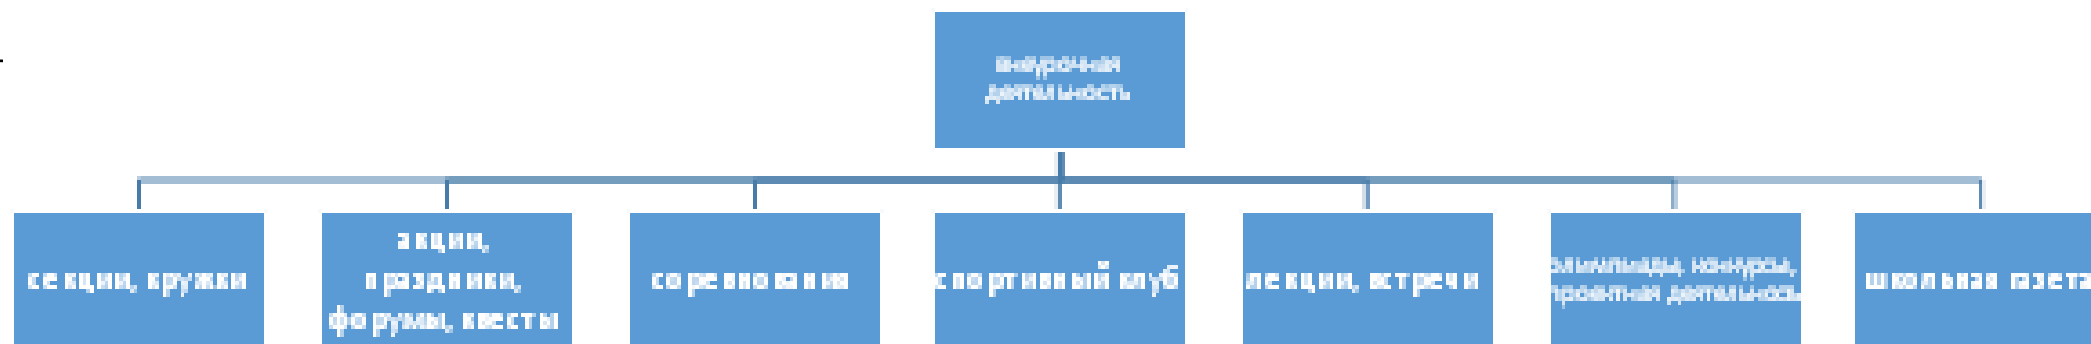 внеурочная
деятельность
секции, кружки
акции,
праздники,
форумы, квесты
соревнования
спортивный клуб
лекции, встречи
олимпиады, конкурсы,
проектная деятельность
школьная газета